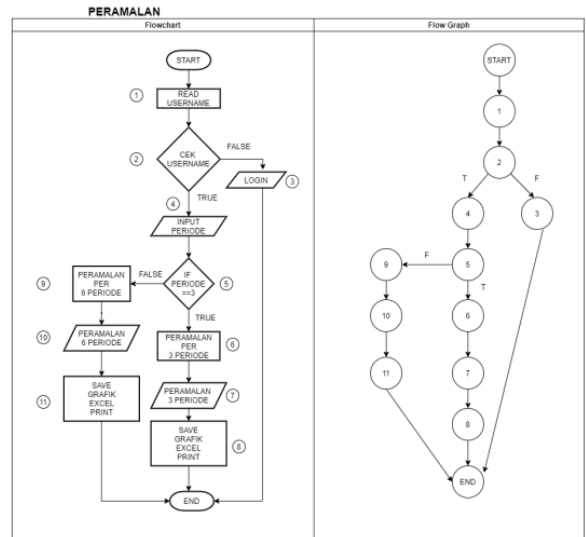 PERAMALAN
Flowchart
Flow Graph
START
1
READ
USERNAME
2
CEK
USERNAME
FALSE
LOGIN
3
TRUE
4
INPUT
PERIODE
5
IF
PERIODE
==3
FALSE
9
PERAMALAN
PER
6 PERIODE
TRUE
PERAMALAN
PER
3 PERIODE
6
10
PERAMALAN
6 PERIODE
PERAMALAN
3 PERIODE
7
11
SAVE
GRAFIK
EXCEL
PRINT
SAVE
GRAFIK
EXCEL
PRINT
8
END
START
1
2
T
F
4
3
9
F
5
T
10
6
11
7
8
END